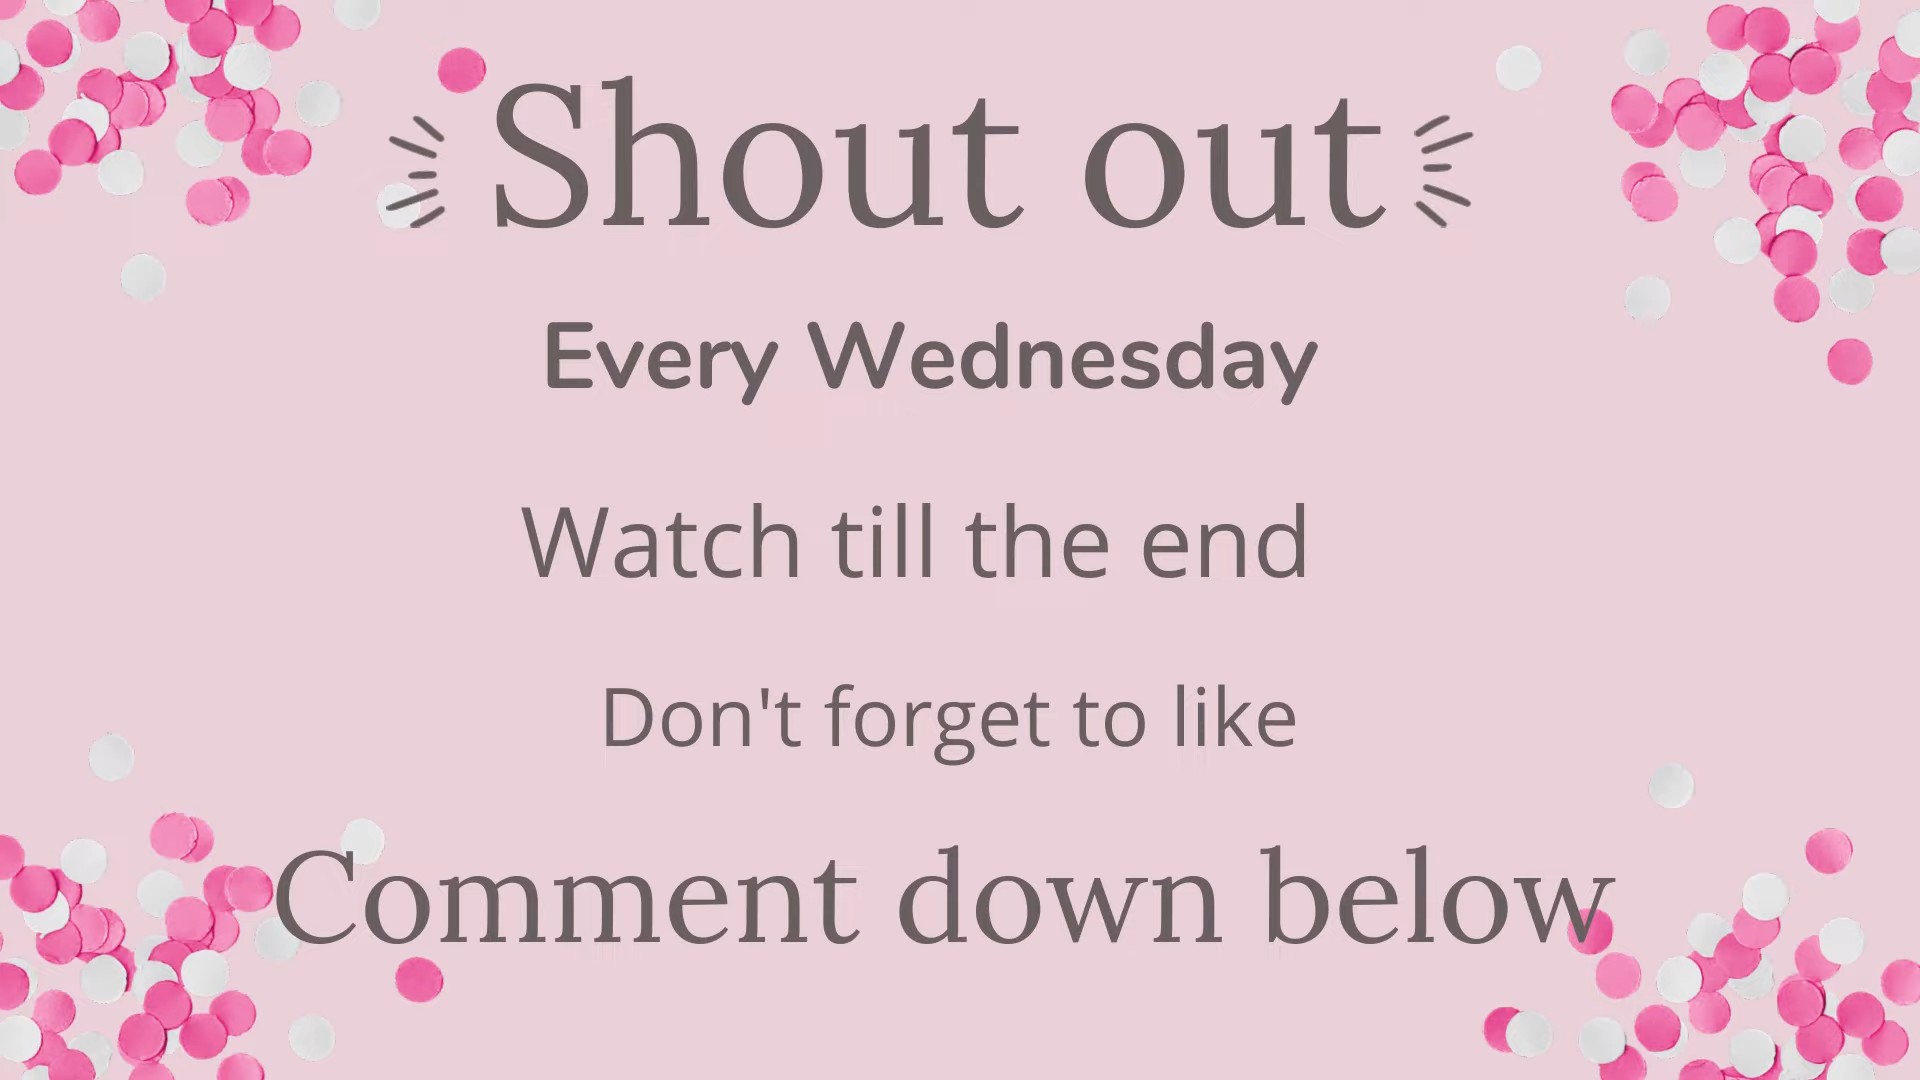 Shout out
Every Wednesday
Watch till the end
Don't forget to like
Comment down below